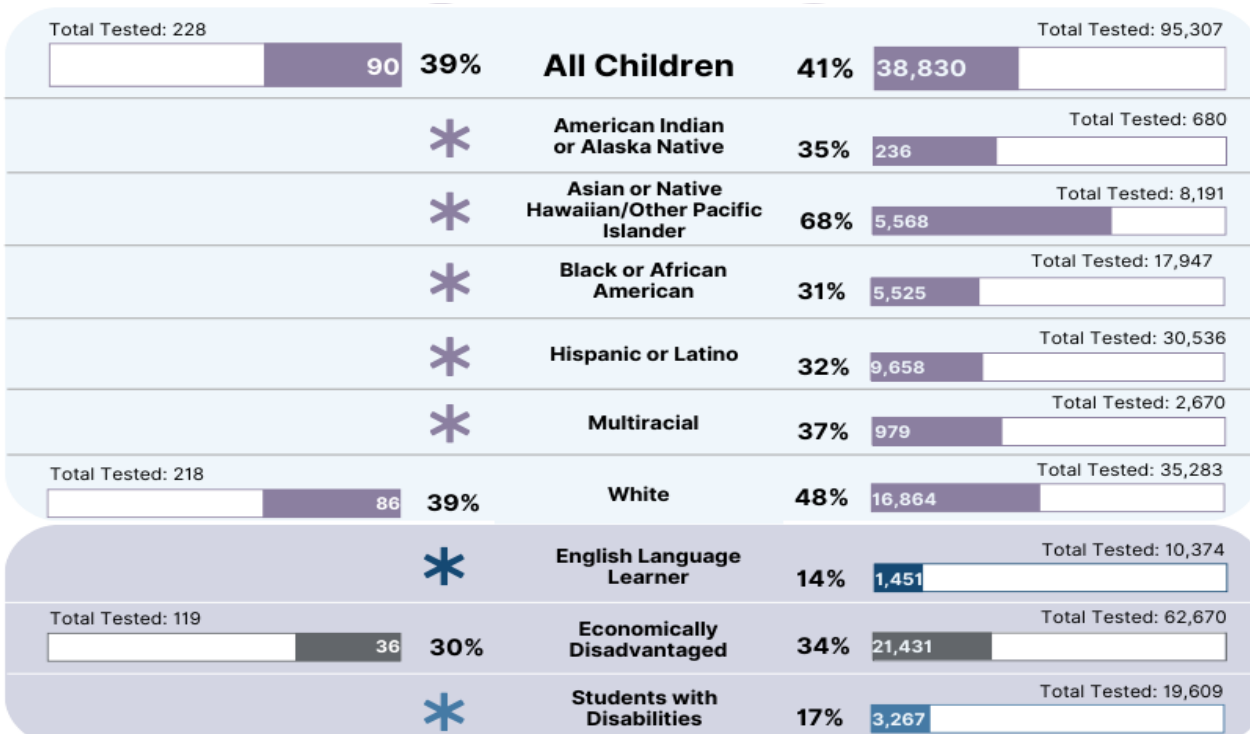 Total Tested: 228
90 39% All Children 41% 38,830
Total Tested: 95,307
American Indian
or Alaska Native
35% 236
Total Tested: 680
Asian or Native
Hawaiian/Other Pacific
Islander
68% 5,568
Total Tested: 8,191
Black or African
American
31% 5,525
Total Tested: 17,947
Hispanic or Latino
32% 9,658
Total Tested: 30,536
Multiracial
37% 979
Total Tested: 2,670
Total Tested: 218
86 39% White 48% 16,864
Total Tested: 35,283
English Language
Learner
14% 1,451
Total Tested: 10,374
Total Tested: 119
36 30%
Economically
Disadvantaged
34% 21,431
Total Tested: 62,670
Students with
Disabilities
17% 3,267
Total Tested: 19,609